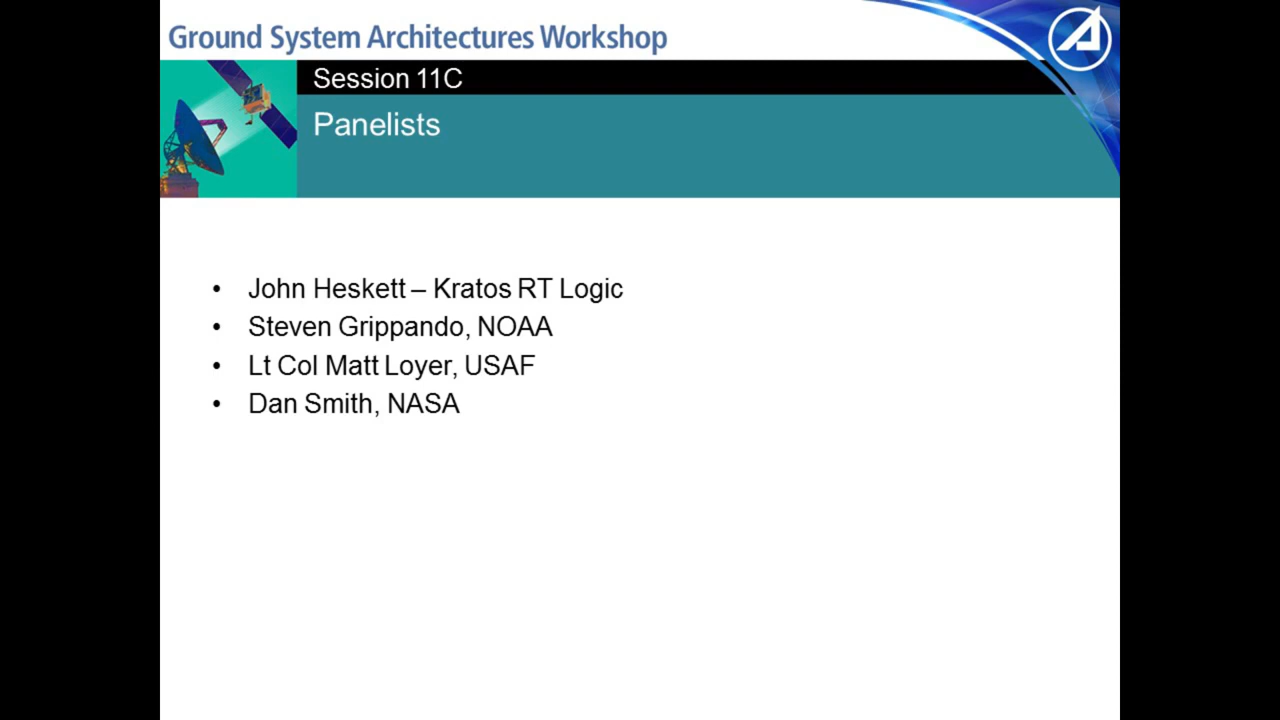 Ground System Architectures Workshop
Session 11C
Panelists
• John Heskett – Kratos RT Logic
• Steven Grippando, NOAA
• Lt Col Matt Loyer, USAF
• Dan Smith, NASA